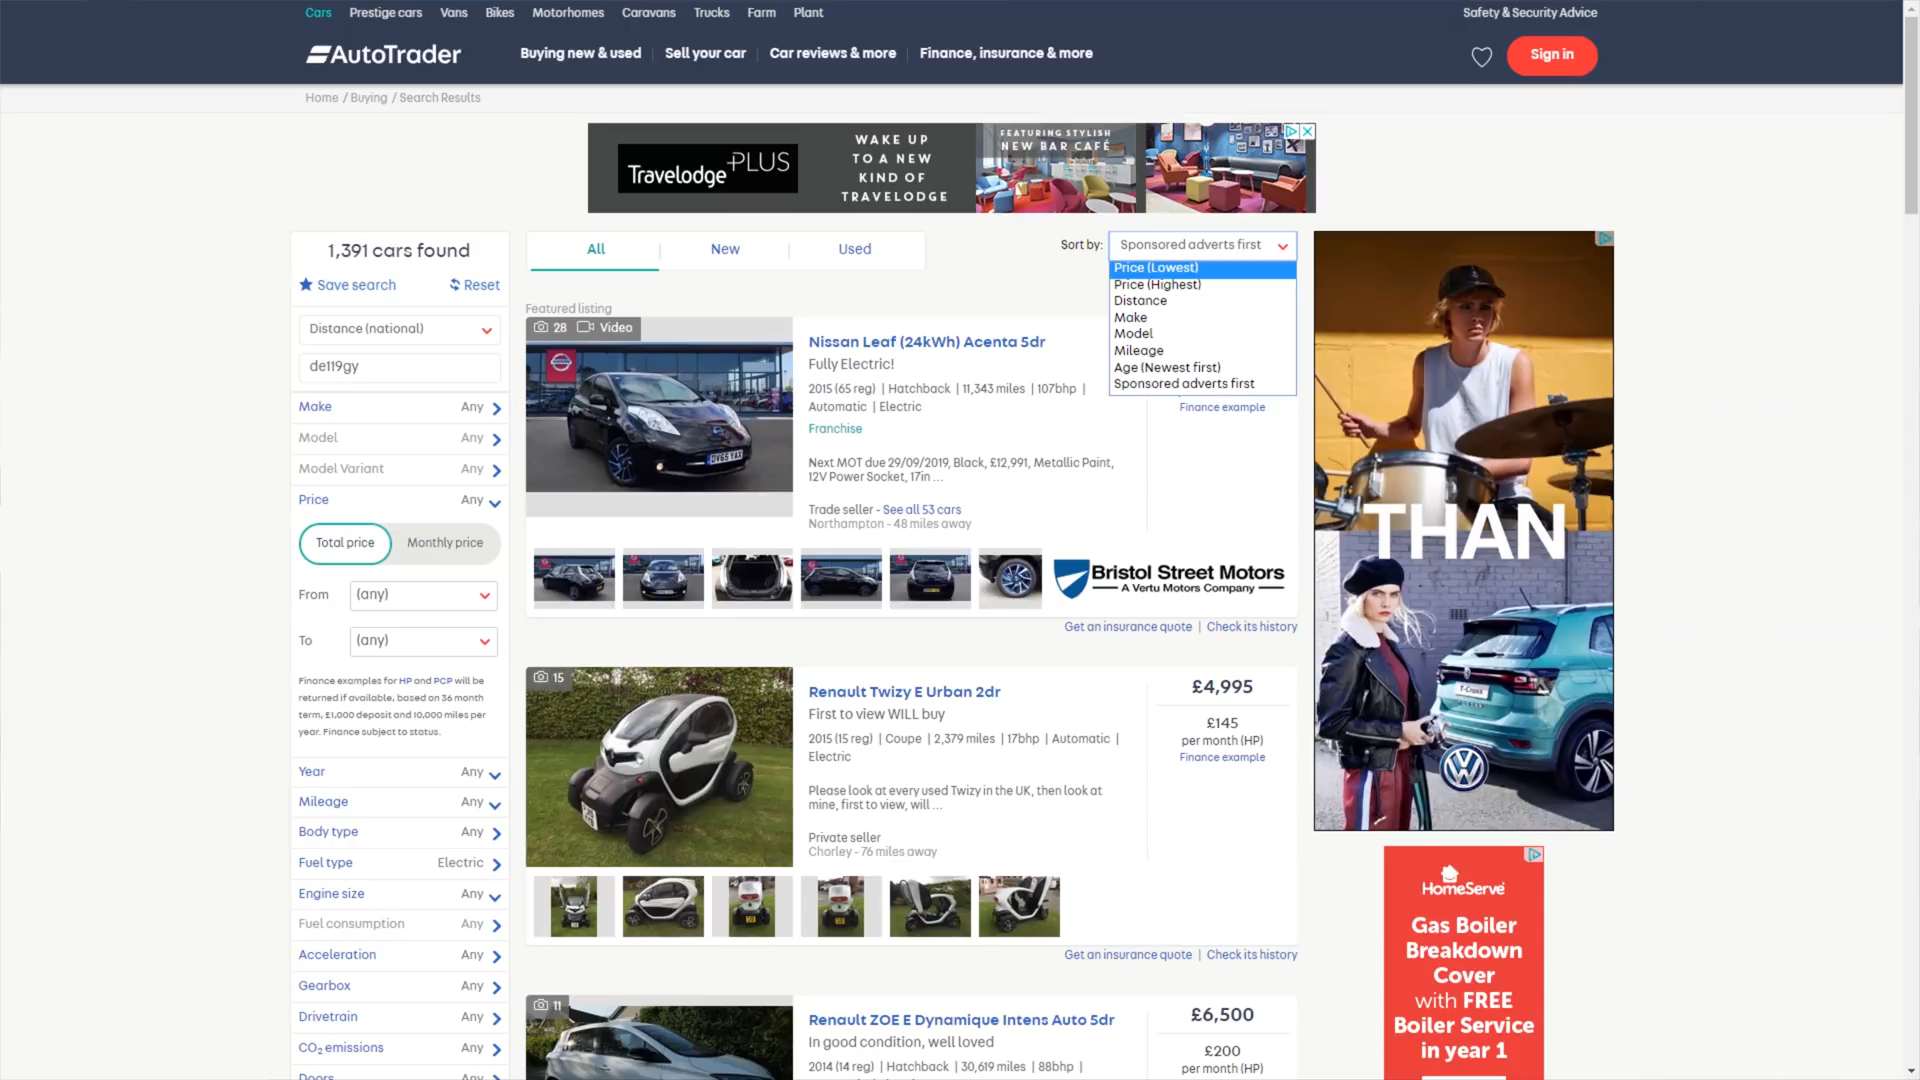 Cars Prestige cars Vans Bikes Motorhomes Caravans Trucks Farm Plant
Safety & Security Advice
AutoTrader
Buying new & used Sell your car Car reviews & more Finance, insurance & more
Sign in
Home / Buying / Search Results
Travelodge PLUS
WAKE UP
TO A NEW
KIND OF
TRAVELODGE
FEATURING STYLISH
NEW BAR CAFÉ
1,391 cars found
Save search Reset
Distance (national)
de119gy
Make Any
Model Any
Model Variant Any
Price Any
Total price Monthly price
From (any)
To (any)
Finance examples for HP and PCP will be
returned if available, based on 36 month
term, £1,000 deposit and 10,000 miles per
year. Finance subject to status.
Year Any
Mileage Any
Body type Any
Fuel type Electric
Engine size Any
Fuel consumption Any
Acceleration Any
Gearbox Any
Drivetrain Any
CO2 emissions Any
Doors Any
All New Used
Sort by: Sponsored adverts first
Price (Lowest)
Price (Highest)
Distance
Make
Model
Mileage
Age (Newest first)
Sponsored adverts first
Featured listing
28 Video
Nissan Leaf (24kWh) Acenta 5dr
Fully Electric!
2015 (65 reg) | Hatchback | 11,343 miles | 107bhp |
Automatic | Electric
Franchise
Next MOT due 29/09/2019, Black, £12,991, Metallic Paint,
12V Power Socket, 17in ...
Trade seller - See all 53 cars
Northampton - 48 miles away
Finance example
DV65 YAX
Bristol Street Motors
A Vertu Motors Company
Get an insurance quote | Check its history
15
Renault Twizy E Urban 2dr
First to view WILL buy
2015 (15 reg) | Coupe | 2,379 miles | 17bhp | Automatic |
Electric
Please look at every used Twizy in the UK, then look at
mine, first to view, will ...
Private seller
Chorley - 76 miles away
£4,995
£145
per month (HP)
Finance example
Get an insurance quote | Check its history
11
Renault ZOE E Dynamique Intens Auto 5dr
In good condition, well loved
2014 (14 reg) | Hatchback | 30,619 miles | 88bhp |
£6,500
£200
per month (HP)
THAN
T-Cross
HomeServe
Gas Boiler
Breakdown
Cover
with FREE
Boiler Service
in year 1